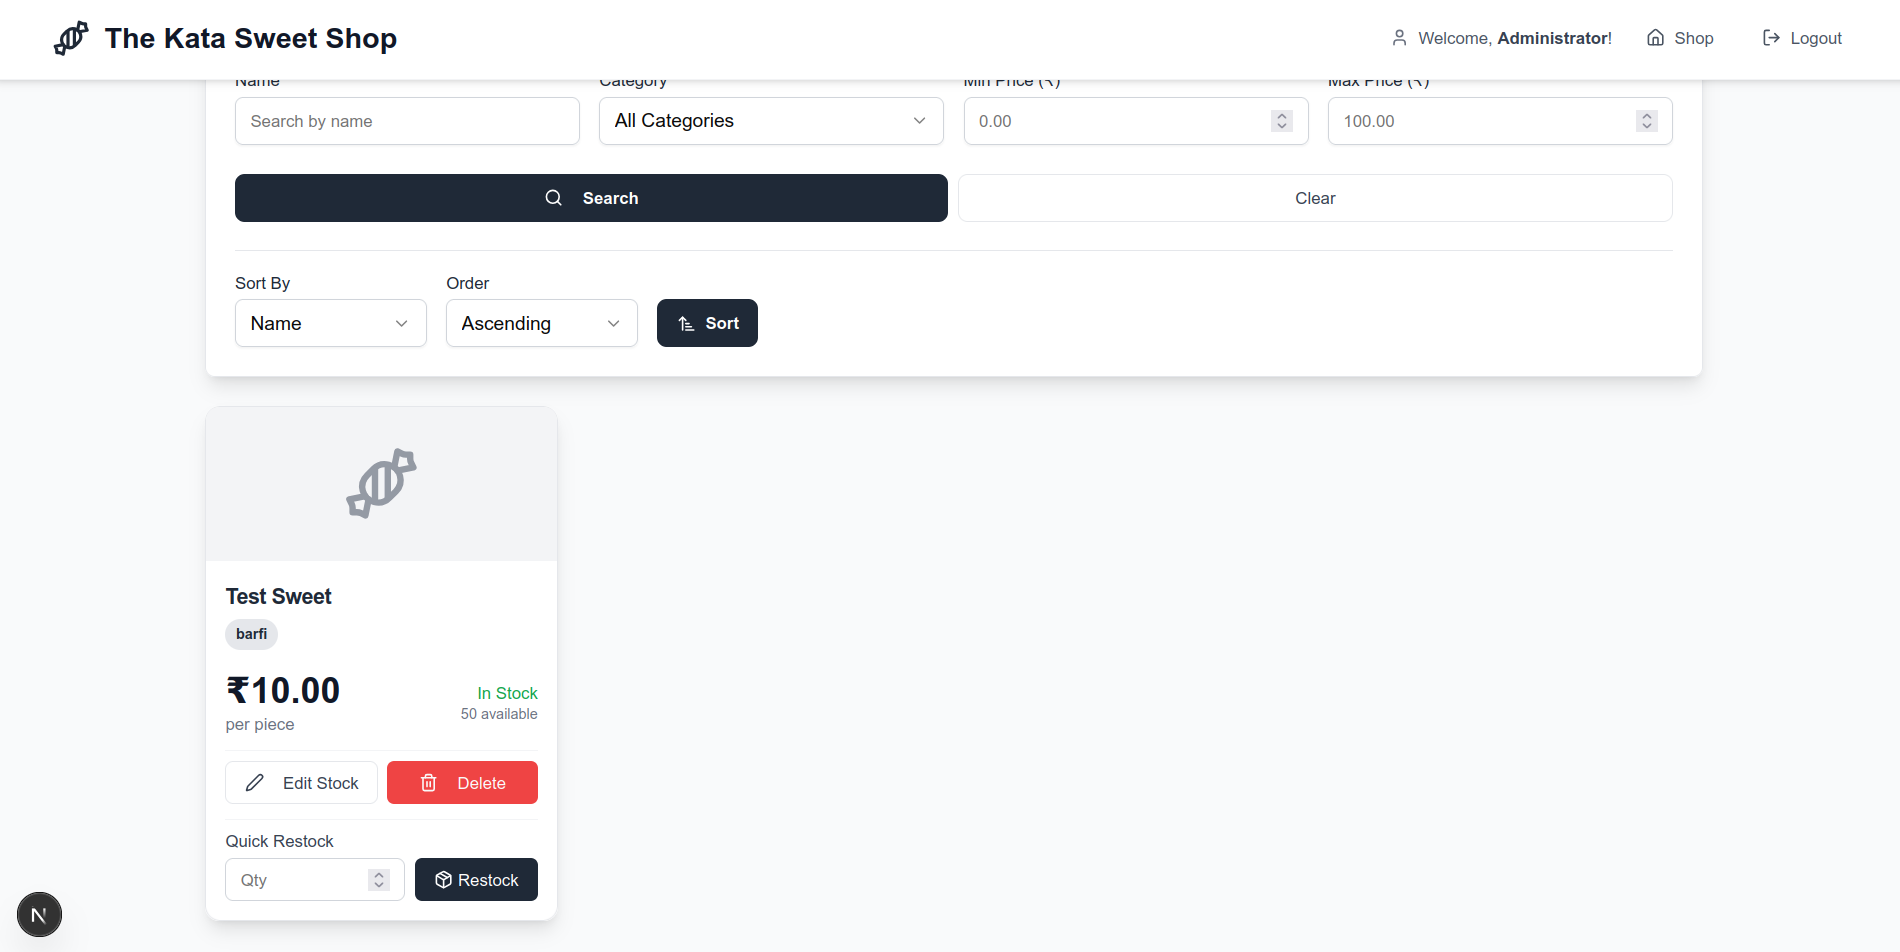 The Kata Sweet Shop
Welcome, Administrator!
Shop
Logout
Name
Category
Min Price (₹)
Max Price (₹)
Search by name
All Categories
0.00
100.00
Search
Clear
Sort By
Order
Name
Ascending
Sort
Test Sweet
barfi
₹10.00
per piece
In Stock
50 available
Edit Stock
Delete
Quick Restock
Qty
Restock
N